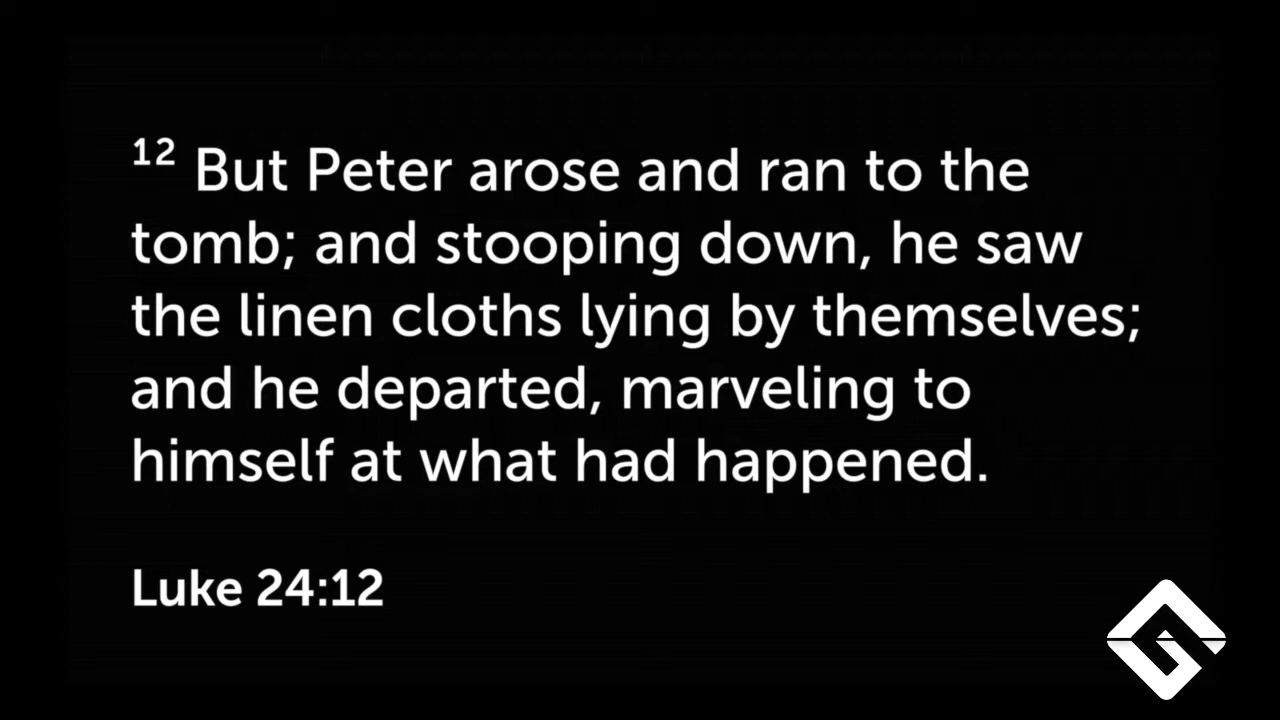 12 But Peter arose and ran to the
tomb; and stooping down, he saw
the linen cloths lying by themselves;
and he departed, marveling to
himself at what had happened.
Luke 24:12